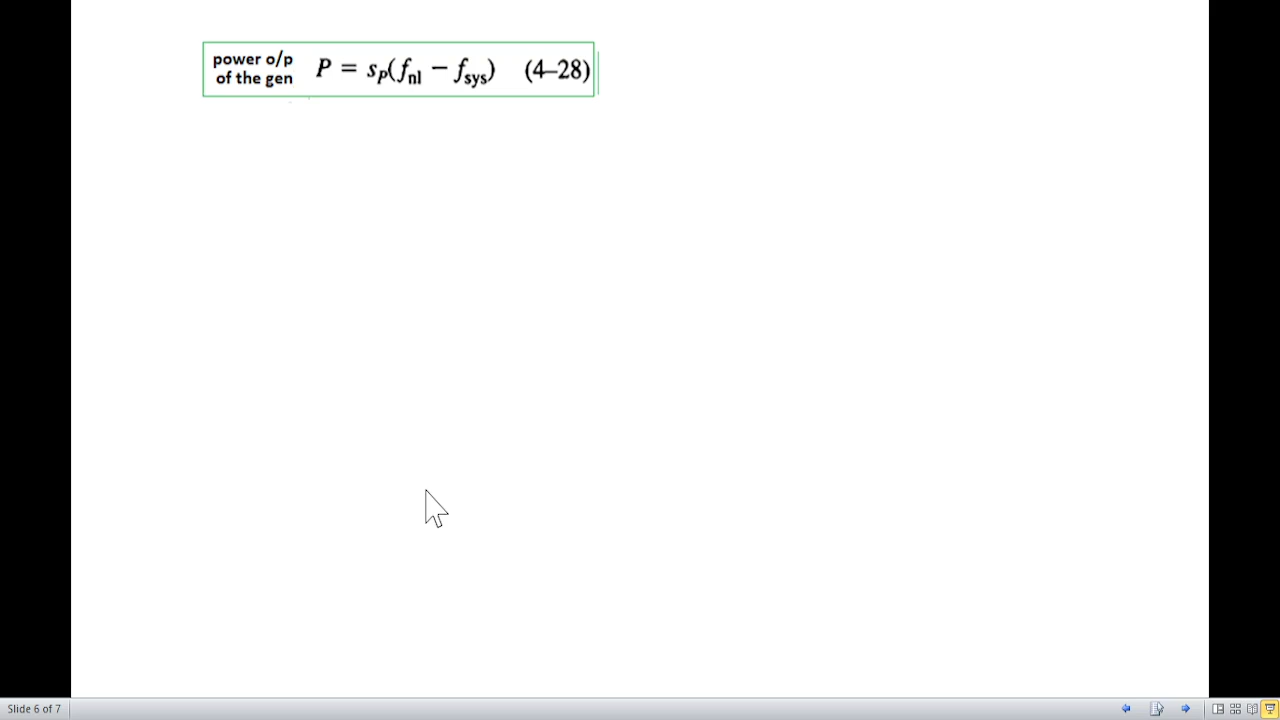 power o/p
of the gen
P = s_P(f_nl − f_sys) (4–28)
Slide 6 of 7